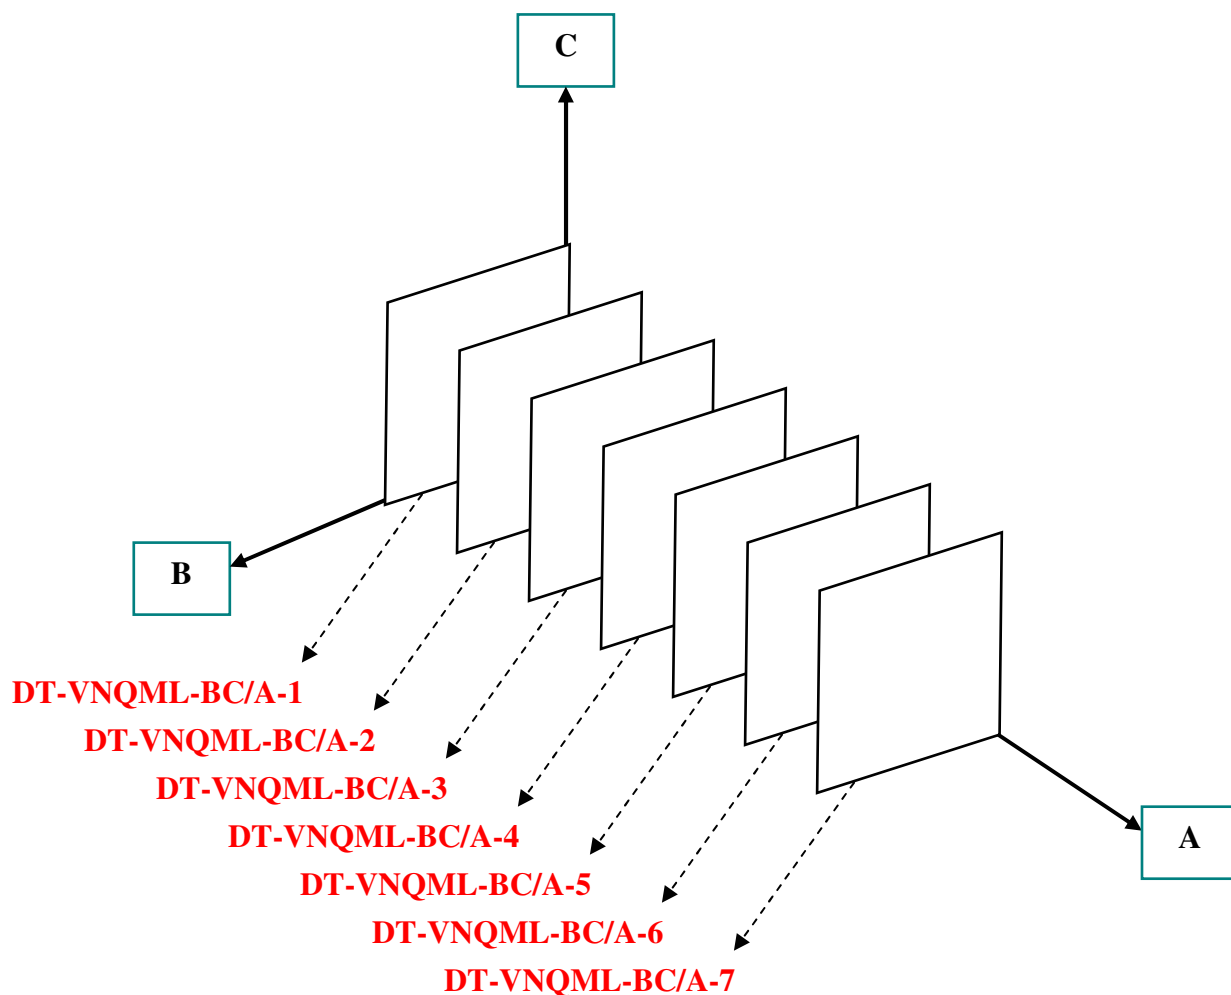 C
B
DT-VNQML-BC/A-1
DT-VNQML-BC/A-2
DT-VNQML-BC/A-3
DT-VNQML-BC/A-4
A
DT-VNQML-BC/A-5
DT-VNQML-BC/A-6
DT-VNQML-BC/A-7